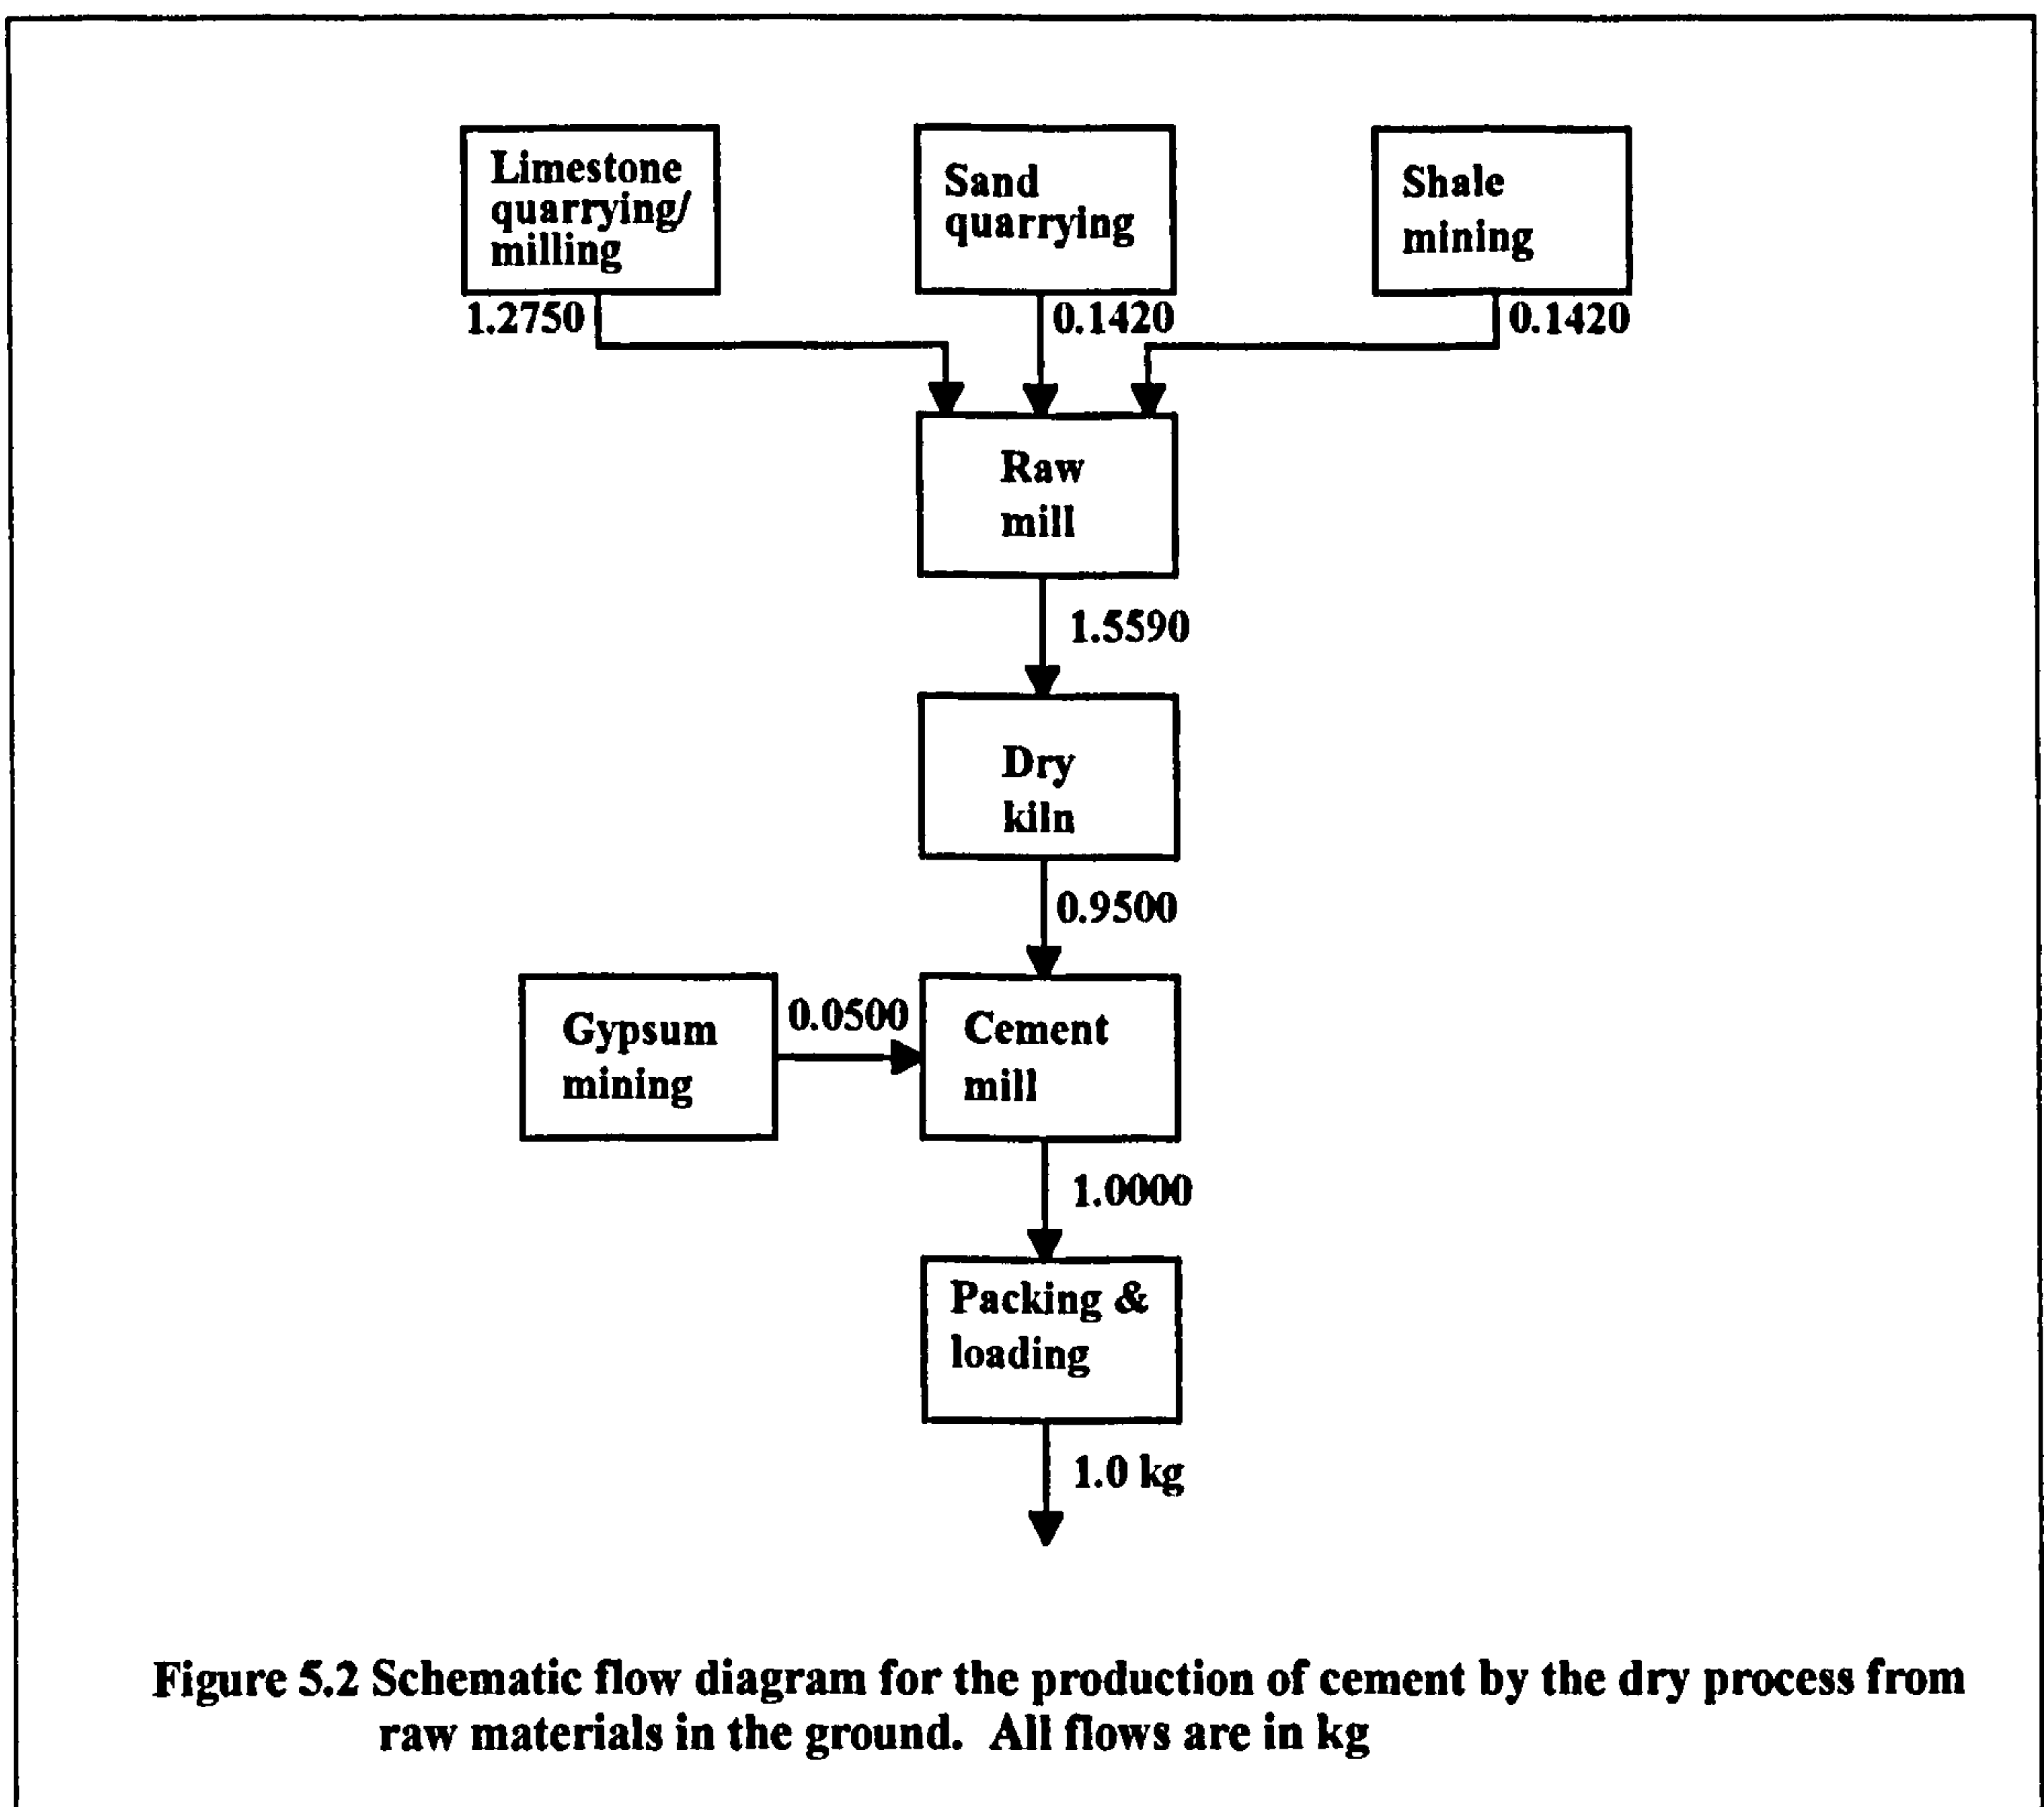 Limestone
quarrying/
milling
Sand
quarrying
Shale
mining
1.2750
0.1420
0.1420
Raw
mill
1.5590
Dry
kiln
0.9500
Gypsum
mining
0.0500
Cement
mill
1.0000
Packing &
loading
1.0 kg
Figure 5.2 Schematic flow diagram for the production of cement by the dry process from
raw materials in the ground.  All flows are in kg